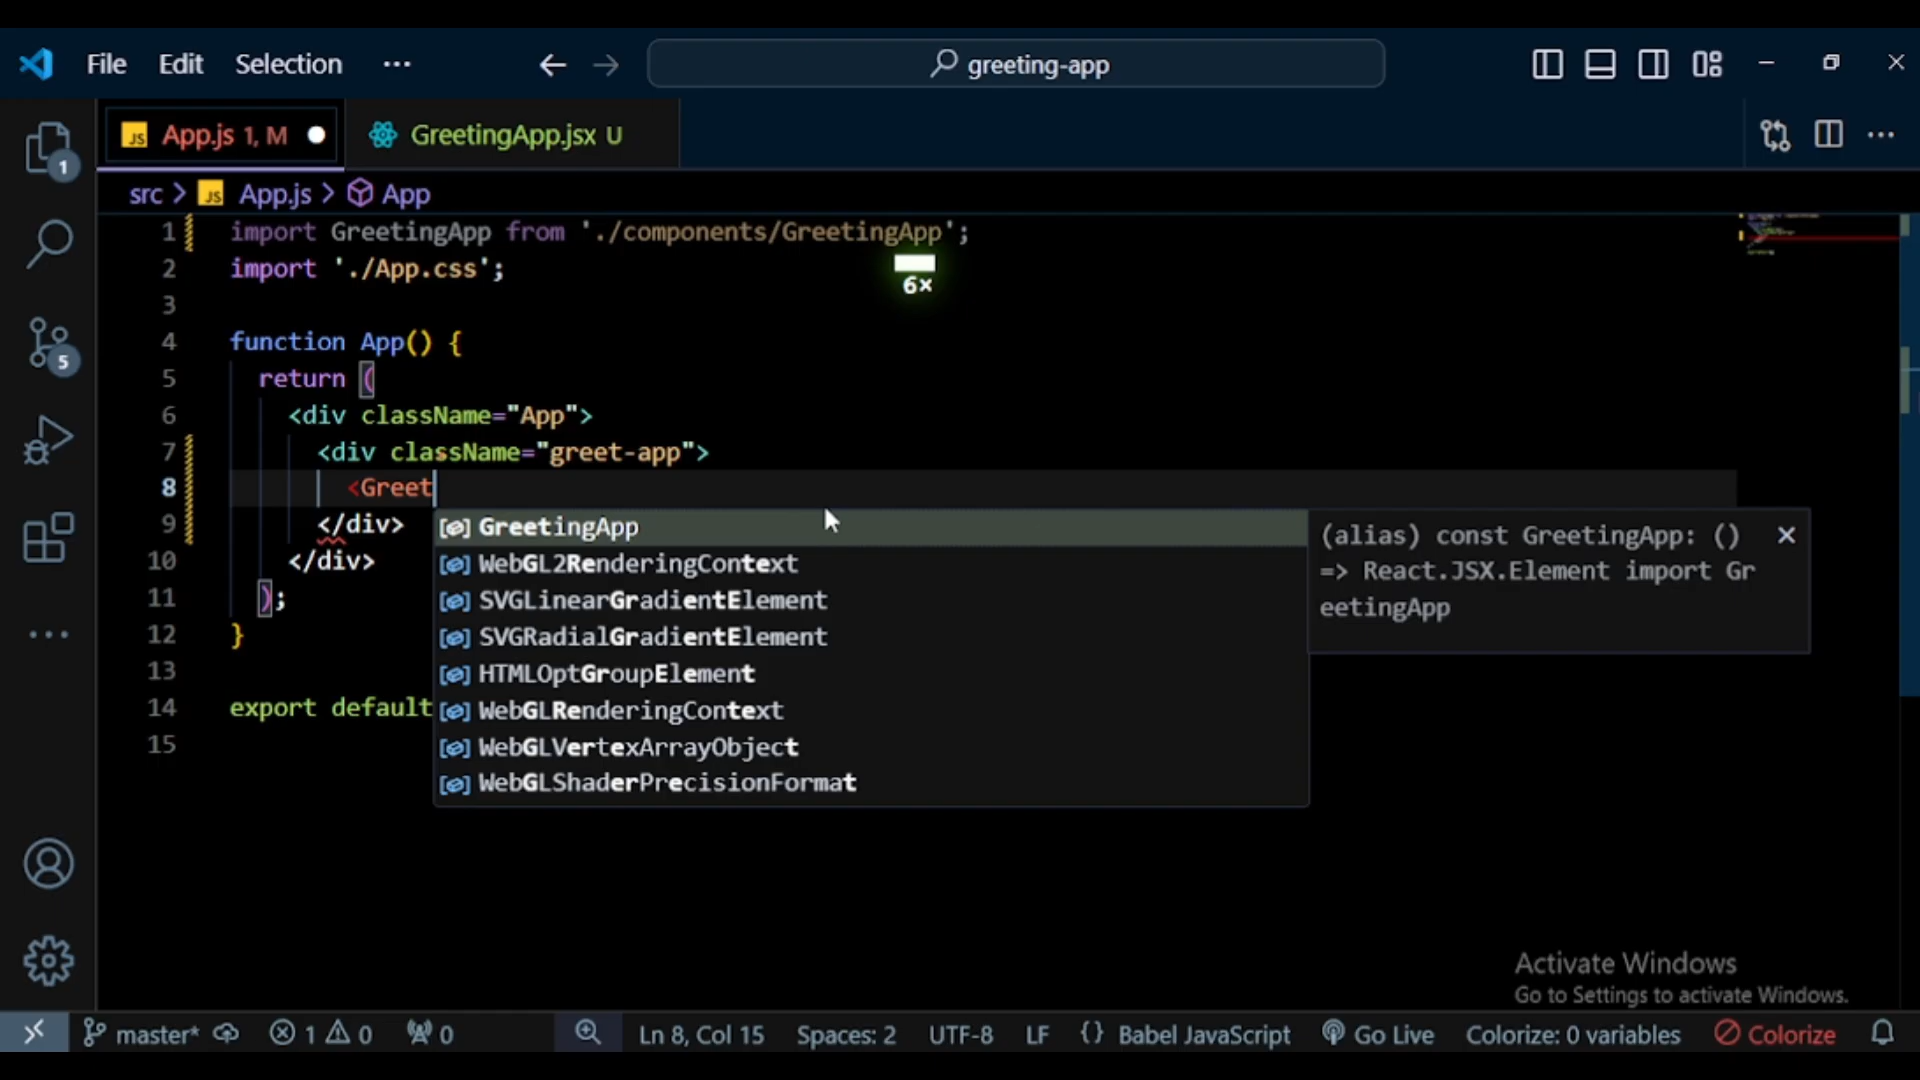 File Edit Selection ··· greeting-app
JS App.js 1, M GreetingApp.jsx U
src > JS App.js > App
1 import GreetingApp from './components/GreetingApp';
2 import './App.css';
6×
3
4 function App() {
5 return (
6 <div className="App">
7 <div className="greet-app">
8 <Greet
9 </div>
10 </div>
11 );
12 }
13
14 export default
15
GreetingApp
WebGL2RenderingContext
SVGLinearGradientElement
SVGRadialGradientElement
HTMLOptGroupElement
WebGLRenderingContext
WebGLVertexArrayObject
WebGLShaderPrecisionFormat
(alias) const GreetingApp: ()
=> React.JSX.Element import Gr
eetingApp
1
5
Activate Windows
Go to Settings to activate Windows.
master* 1 0 0 Ln 8, Col 15 Spaces: 2 UTF-8 LF {} Babel JavaScript Go Live Colorize: 0 variables Colorize